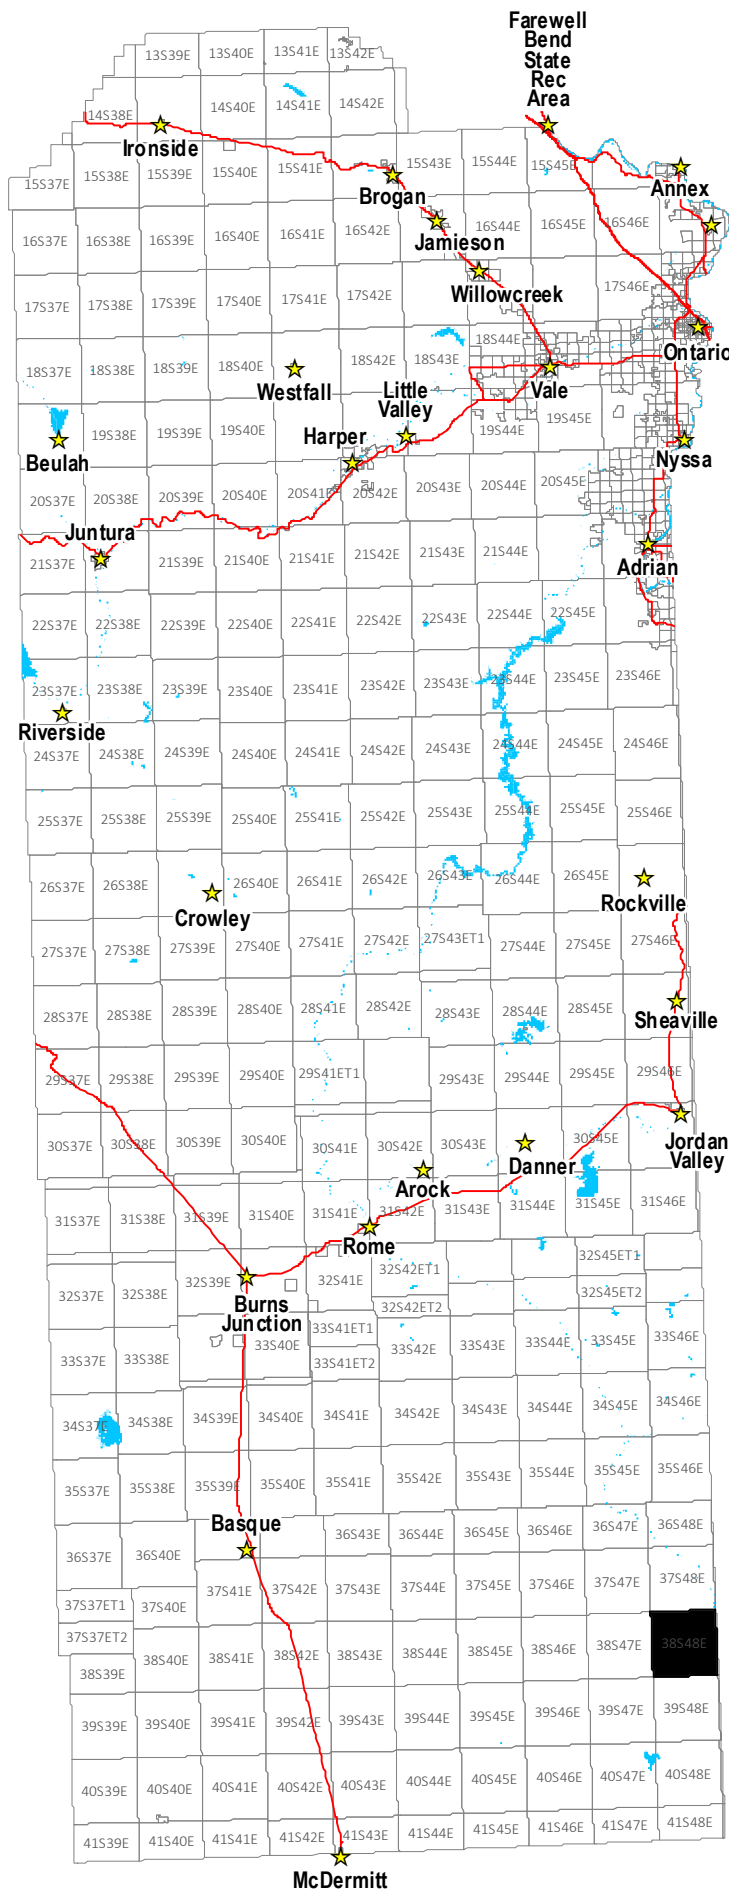 Farewell
Bend
State
Rec
Area
13S39E 13S40E 13S41E 13S42E
14S38E 14S40E 14S41E 14S42E
Ironside
15S37E 15S38E 15S39E 15S40E 15S41E 15S43E 15S44E 15S45E
Brogan
Annex
16S37E 16S38E 16S39E 16S40E 16S41E 16S42E 16S44E 16S45E 16S46E
Jamieson
17S37E 17S38E 17S39E 17S40E 17S41E 17S42E 17S46E
Willowcreek
Ontario
18S37E 18S38E 18S39E 18S40E 18S42E 18S43E 18S44E
Westfall
Vale
Little
Valley
19S38E 19S39E 19S40E 19S44E 19S45E
Beulah
Harper
Nyssa
20S37E 20S38E 20S39E 20S40E 20S41E 20S42E 20S43E 20S44E 20S45E
Juntura
21S37E 21S39E 21S40E 21S41E 21S42E 21S43E 21S44E
Adrian
22S37E 22S38E 22S39E 22S40E 22S41E 22S42E 22S43E 22S44E 22S45E
23S37E 23S38E 23S39E 23S40E 23S41E 23S42E 23S43E 23S44E 23S45E 23S46E
Riverside
24S37E 24S38E 24S39E 24S40E 24S41E 24S42E 24S43E 24S44E 24S45E 24S46E
25S37E 25S38E 25S39E 25S40E 25S41E 25S42E 25S43E 25S44E 25S45E 25S46E
26S37E 26S38E 26S40E 26S41E 26S42E 26S43E 26S44E 26S45E
Crowley
Rockville
27S37E 27S38E 27S39E 27S40E 27S41E 27S42E 27S43ET1 27S44E 27S45E 27S46E
28S37E 28S38E 28S39E 28S40E 28S41E 28S42E 28S43E 28S44E 28S45E
Sheaville
29S37E 29S38E 29S39E 29S40E 29S41ET1 29S43E 29S44E 29S45E 29S46E
30S37E 30S38E 30S39E 30S40E 30S41E 30S42E 30S43E 30S45E
Jordan
Valley
Danner
Arock
31S37E 31S38E 31S39E 31S40E 31S41E 31S42E 31S43E 31S44E 31S45E 31S46E
Rome
32S37E 32S38E 32S39E 32S41E 32S42ET1 32S45ET1
32S42ET2 32S45ET2
Burns
Junction
33S37E 33S38E 33S40E 33S41ET1 33S42E 33S43E 33S44E 33S45E 33S46E
33S41ET2
34S37E 34S38E 34S39E 34S40E 34S41E 34S42E 34S43E 34S44E 34S45E 34S46E
35S37E 35S38E 35S39E 35S40E 35S41E 35S42E 35S43E 35S44E 35S45E 35S46E
Basque
36S37E 36S40E 36S43E 36S44E 36S45E 36S46E 36S47E 36S48E
37S37ET1 37S40E 37S41E 37S42E 37S43E 37S44E 37S45E 37S46E 37S47E 37S48E
37S37ET2
38S39E 38S40E 38S41E 38S42E 38S43E 38S44E 38S45E 38S46E 38S47E 38S48E
39S39E 39S40E 39S41E 39S42E 39S43E 39S44E 39S45E 39S46E 39S47E 39S48E
40S39E 40S40E 40S41E 40S42E 40S43E 40S44E 40S45E 40S46E 40S47E 40S48E
41S39E 41S40E 41S41E 41S42E 41S43E 41S44E 41S45E 41S46E 41S47E 41S48E
McDermitt